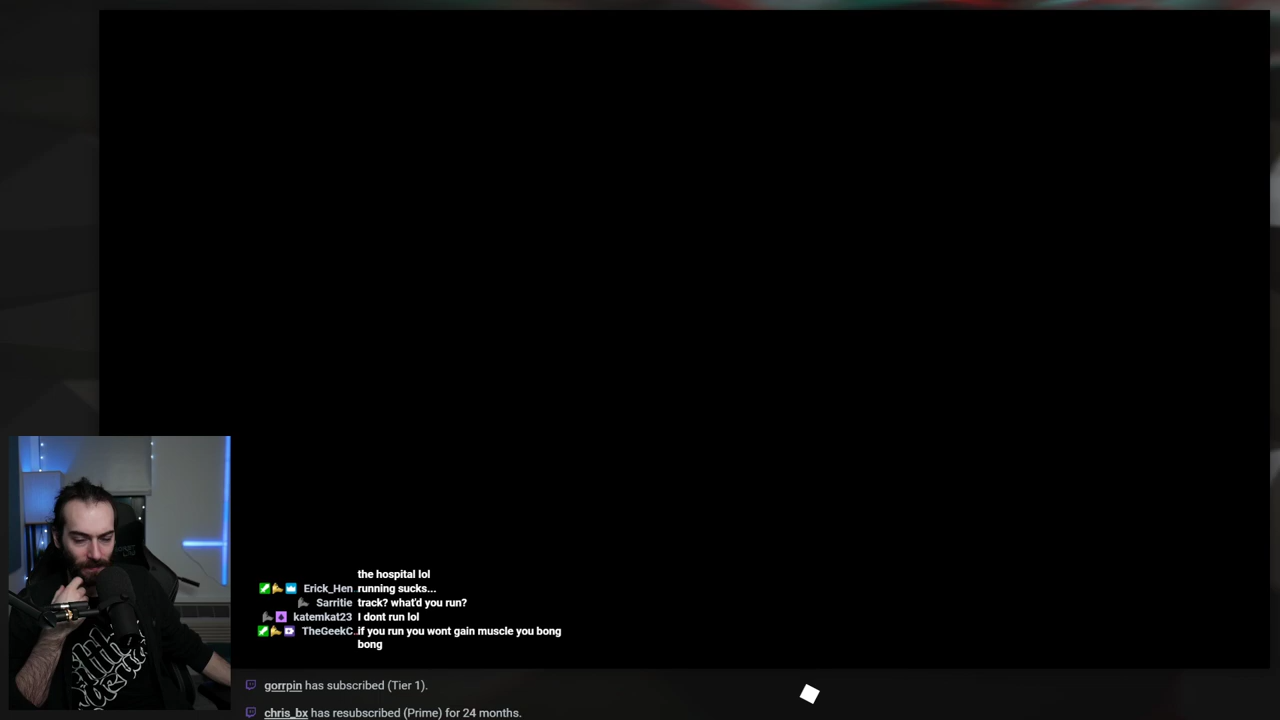 the hospital lol
Erick_Hen running sucks...
Sarritie track? what'd you run?
katemkat23 I dont run lol
TheGeekC.. if you run you wont gain muscle you bong
bong
gorrpin has subscribed (Tier 1).
chris_bx has resubscribed (Prime) for 24 months.